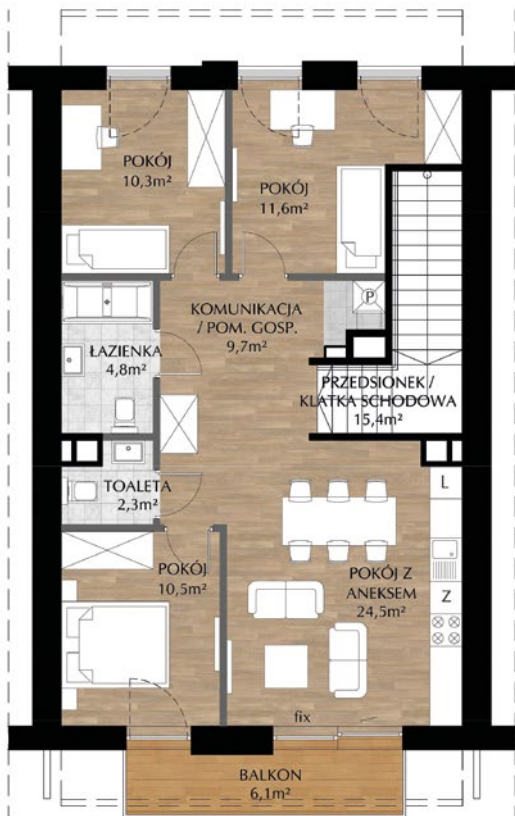 POKÓJ
10,3m²
POKÓJ
11,6m²
P
KOMUNIKACJA
/ POM. GOSP.
9,7m²
ŁAZIENKA
4,8m²
PRZEDSIONEK /
KLATKA SCHODOWA
15,4m²
TOALETA
2,3m²
L
POKÓJ
10,5m²
POKÓJ Z
ANEKSEM
24,5m²
Z
fix
BALKON
6,1m²